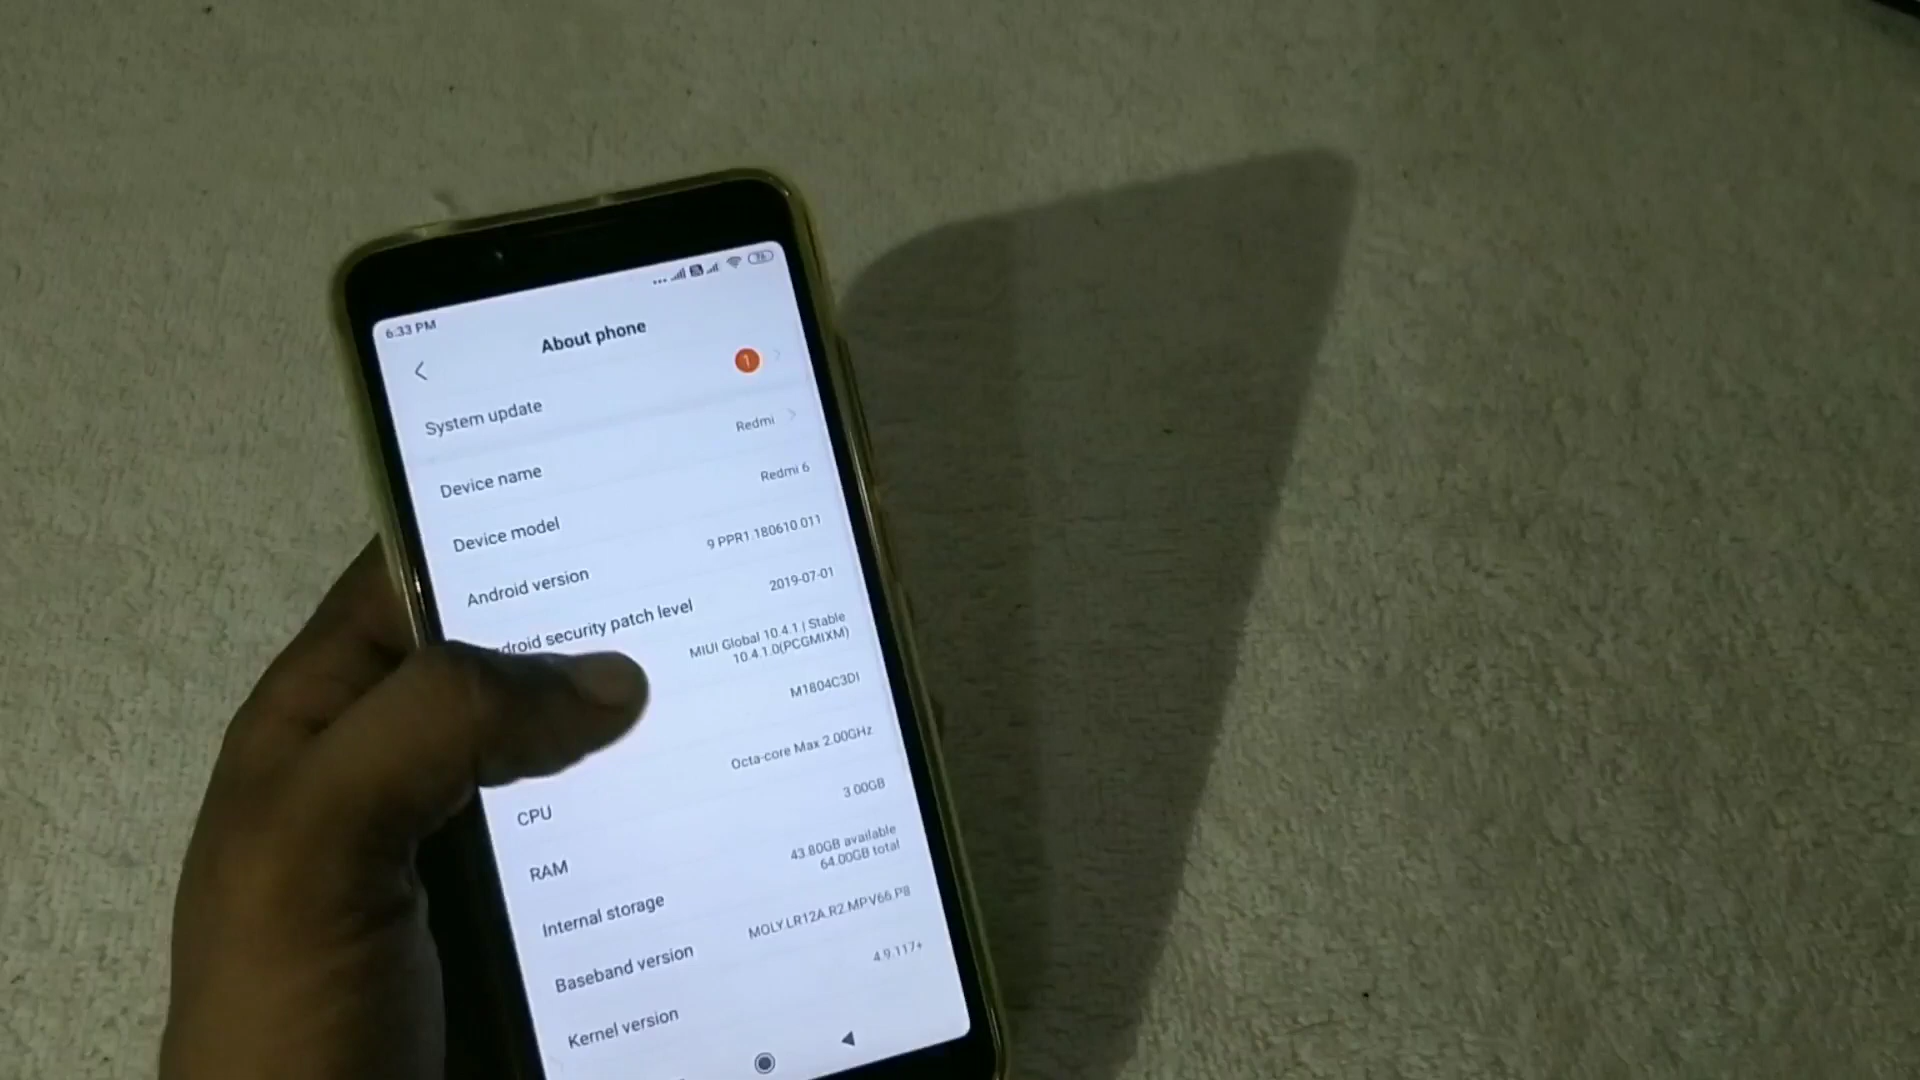 6:33 PM
76
About phone
System update
1
Device name
Redmi
Device model
Redmi 6
Android version
9 PPR1.180610.011
droid security patch level
2019-07-01
MIUI Global 10.4.1 | Stable
10.4.1.0(PCGMIXM)
M1804C3DI
CPU
Octa-core Max 2.00GHz
RAM
3.00GB
Internal storage
43.80GB available
64.00GB total
Baseband version
MOLY.LR12A.R2.MP.V66.P8
Kernel version
4.9.117+